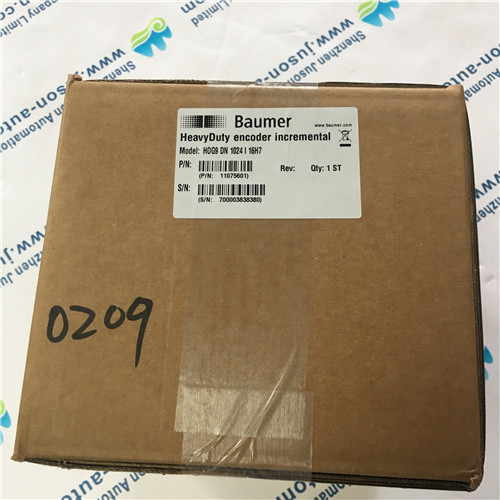 Baumer
www.baumer.com
HeavyDuty encoder incremental
Model: HOG9 DN 1024 I 16H7
P/N:
(P/N: 11075601)
Rev:
Qty: 1 ST
S/N:
(S/N: 700003838380)
0209
www.juson-automation.com
Shenzhen Juson Automation Company Limited